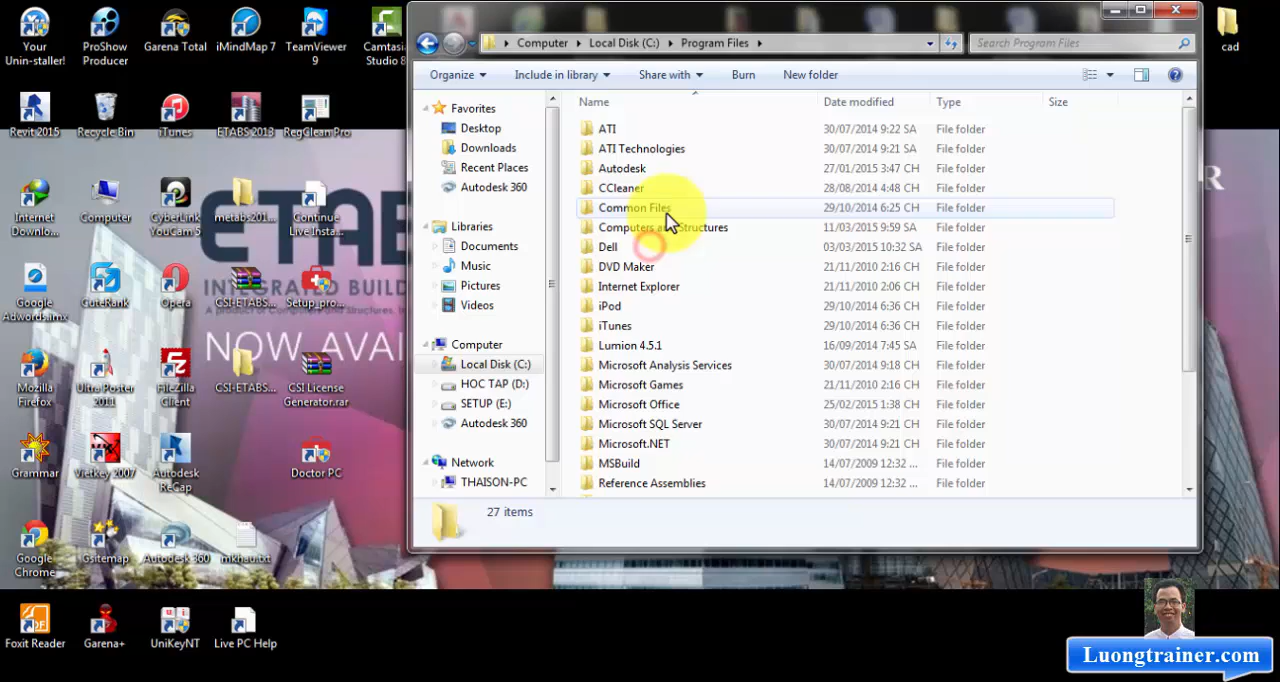 Your Unin-staller!
ProShow Producer
Garena Total
iMindMap 7
TeamViewer 9
Camtasia Studio 8
Revit 2015
Recycle Bin
iTunes
ETABS 2013
RegClean Pro
Internet Downlo...
Computer
CyberLink YouCam 5
metabs201...
Continue Live Insta...
Google Adwords.imx
CuteRank
Opera
CSI-ETABS...
Setup_pro...
Mozilla Firefox
Ultra Poster 2011
FileZilla Client
CSI-ETABS...
CSI License Generator.rar
Grammar
Vietkey 2007
Autodesk ReCap
Doctor PC
Google Chrome
Gsitemap
Autodesk 360
mkhau.txt
Foxit Reader
Garena+
UniKeyNT
Live PC Help
cad
ETAB
INTEGRATED BUIL
A product of Computers and Structures, Inc.
NOW AVAI
R
Computer Local Disk (C:) Program Files
Search Program Files
Organize Include in library Share with Burn New folder
Favorites
Desktop
Downloads
Recent Places
Autodesk 360
Libraries
Documents
Music
Pictures
Videos
Computer
Local Disk (C:)
HOC TAP (D:)
SETUP (E:)
Autodesk 360
Network
THAISON-PC
Name Date modified Type Size
ATI 30/07/2014 9:22 SA File folder
ATI Technologies 30/07/2014 9:21 SA File folder
Autodesk 27/01/2015 3:47 CH File folder
CCleaner 28/08/2014 4:48 CH File folder
Common Files 29/10/2014 6:25 CH File folder
Computers and Structures 11/03/2015 9:59 SA File folder
Dell 03/03/2015 10:32 SA File folder
DVD Maker 21/11/2010 2:16 CH File folder
Internet Explorer 21/11/2010 2:06 CH File folder
iPod 29/10/2014 6:36 CH File folder
iTunes 29/10/2014 6:36 CH File folder
Lumion 4.5.1 16/09/2014 7:45 SA File folder
Microsoft Analysis Services 30/07/2014 9:18 CH File folder
Microsoft Games 21/11/2010 2:16 CH File folder
Microsoft Office 25/02/2015 1:38 CH File folder
Microsoft SQL Server 30/07/2014 9:21 CH File folder
Microsoft.NET 30/07/2014 9:21 CH File folder
MSBuild 14/07/2009 12:32 ... File folder
Reference Assemblies 14/07/2009 12:32 ... File folder
27 items
Luongtrainer.com